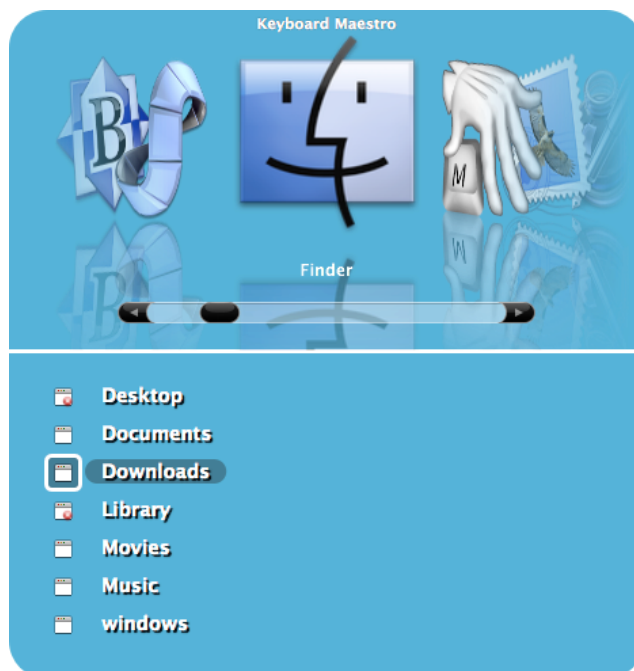 Keyboard Maestro
B
M
Finder
Desktop
Documents
Downloads
Library
Movies
Music
windows